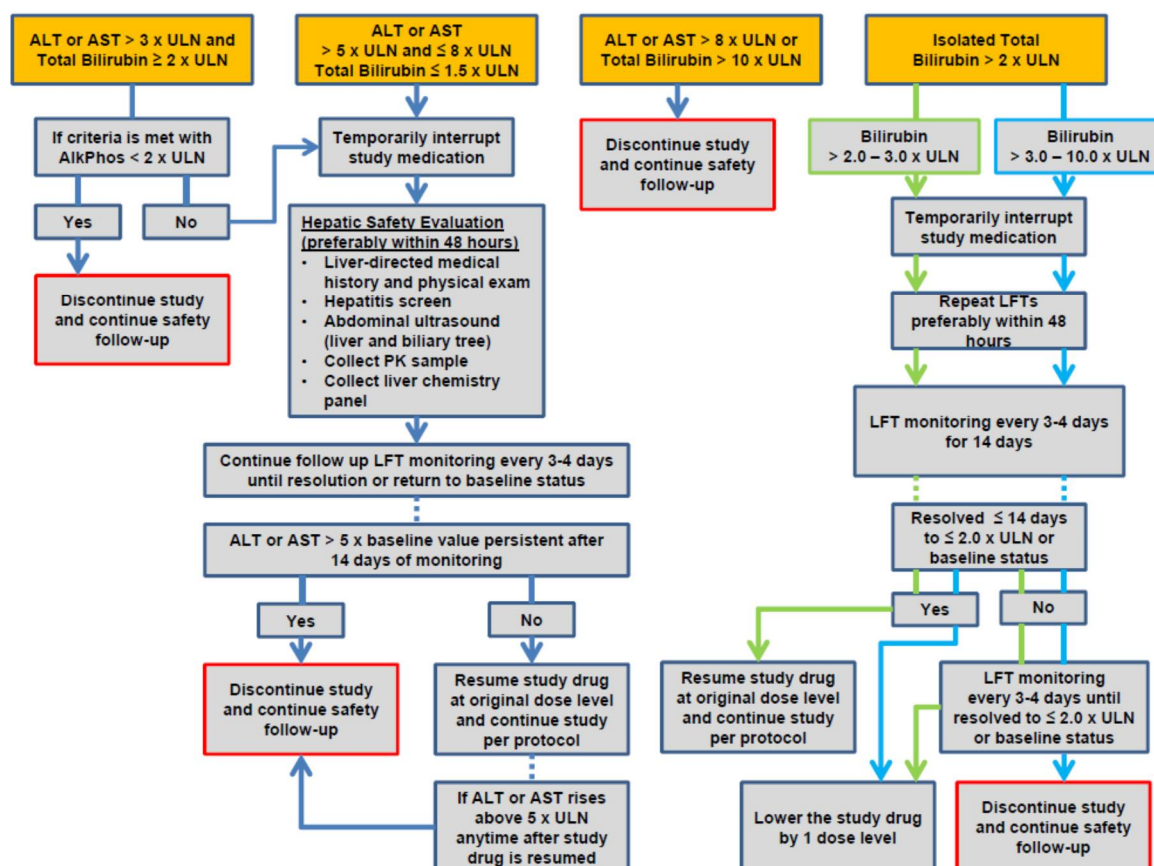 ALT or AST > 3 x ULN and
Total Bilirubin ≥ 2 x ULN
If criteria is met with
AlkPhos < 2 x ULN
Yes
No
Discontinue study
and continue safety
follow-up
ALT or AST
> 5 x ULN and ≤ 8 x ULN
Total Bilirubin ≤ 1.5 x ULN
Temporarily interrupt
study medication
Hepatic Safety Evaluation
(preferably within 48 hours)
• Liver-directed medical
history and physical exam
• Hepatitis screen
• Abdominal ultrasound
(liver and biliary tree)
• Collect PK sample
• Collect liver chemistry
panel
Continue follow up LFT monitoring every 3-4 days
until resolution or return to baseline status
ALT or AST > 5 x baseline value persistent after
14 days of monitoring
Yes
No
Discontinue study
and continue safety
follow-up
Resume study drug
at original dose level
and continue study
per protocol
If ALT or AST rises
above 5 x ULN
anytime after study
drug is resumed
ALT or AST > 8 x ULN or
Total Bilirubin > 10 x ULN
Discontinue study
and continue safety
follow-up
Isolated Total
Bilirubin > 2 x ULN
Bilirubin
> 2.0 – 3.0 x ULN
Bilirubin
> 3.0 – 10.0 x ULN
Temporarily interrupt
study medication
Repeat LFTs
preferably within 48
hours
LFT monitoring every 3-4 days
for 14 days
Resolved ≤ 14 days
to ≤ 2.0 x ULN or
baseline status
Yes
No
Resume study drug
at original dose level
and continue study
per protocol
LFT monitoring
every 3-4 days until
resolved to ≤ 2.0 x ULN
or baseline status
Lower the study drug
by 1 dose level
Discontinue study
and continue safety
follow-up